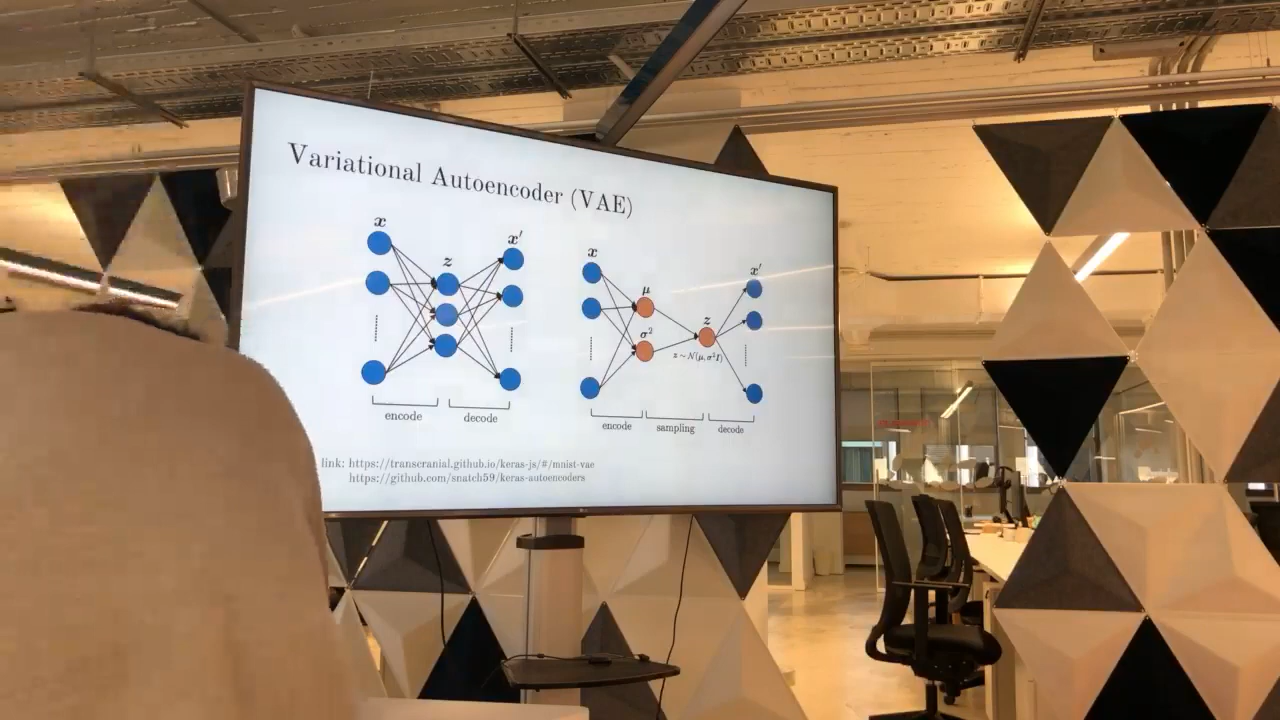 Variational Autoencoder (VAE)
x
z
x′
encode
decode
x
μ
σ²
z
z ~ N(μ, σ²I)
x′
encode
sampling
decode
link: https://transcranial.github.io/keras-js/#/mnist-vae
https://github.com/snatch59/keras-autoencoders